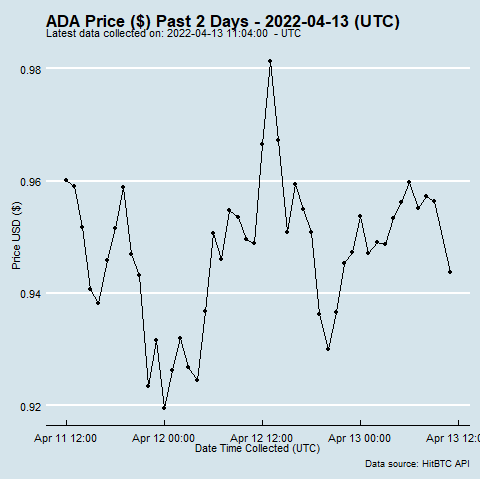 ADA Price ($) Past 2 Days - 2022-04-13 (UTC)
Latest data collected on: 2022-04-13 11:04:00 - UTC
0.98
0.96
0.94
0.92
Price USD ($)
Apr 11 12:00 Apr 12 00:00 Apr 12 12:00 Apr 13 00:00 Apr 13 12:0
Date Time Collected (UTC)
Data source: HitBTC API